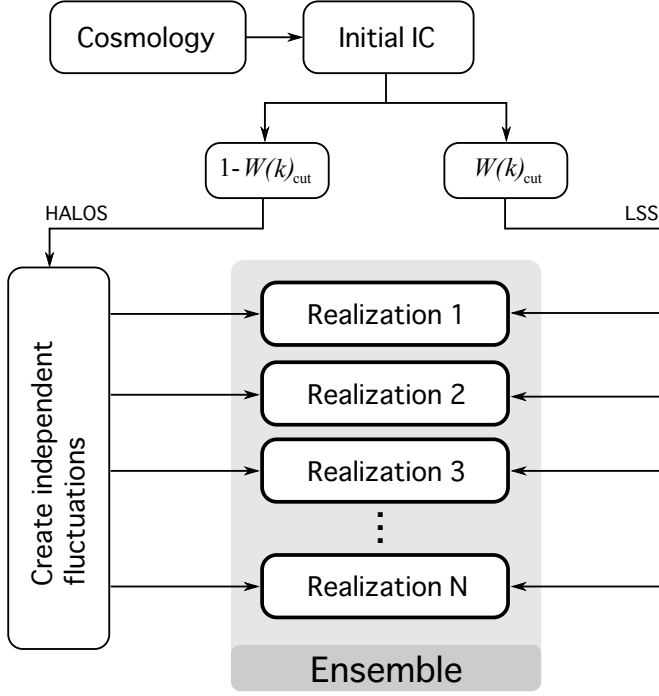 Cosmology
Initial IC
1-W(k)cut
W(k)cut
HALOS
LSS
Create independent
fluctuations
Realization 1
Realization 2
Realization 3
⋮
Realization N
Ensemble